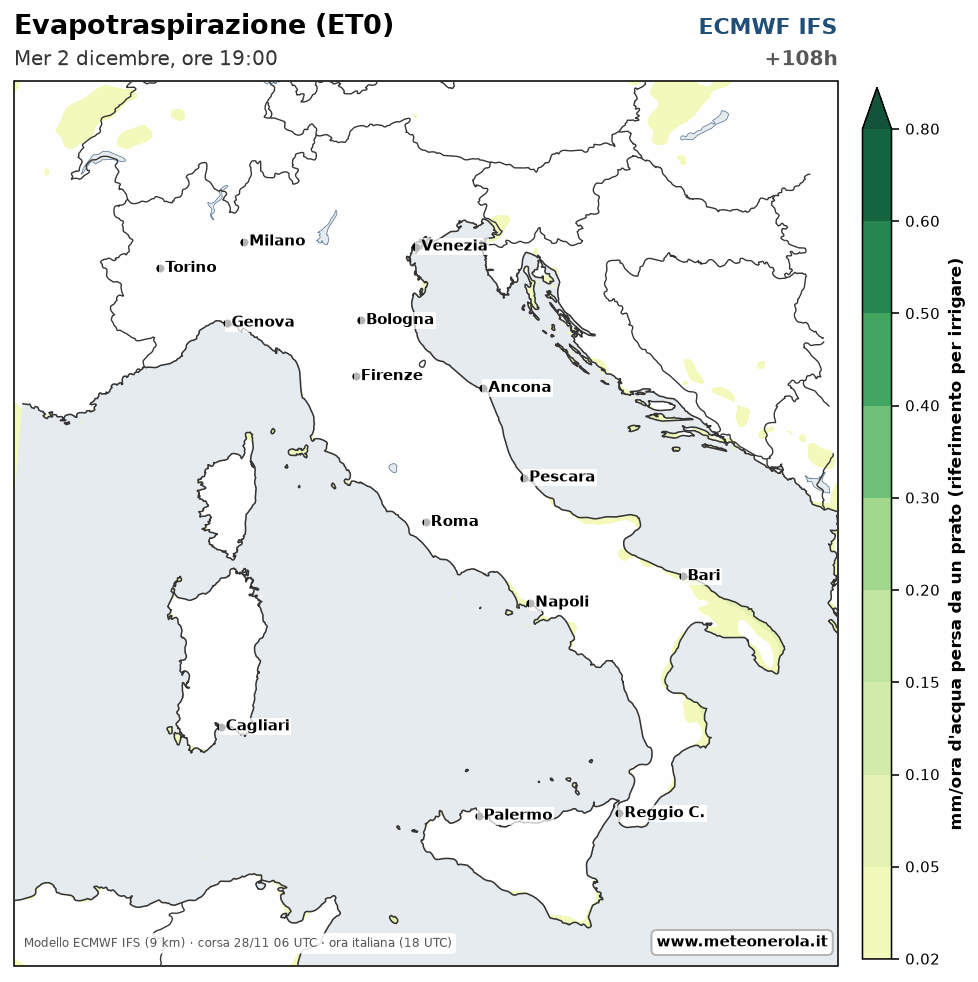 Evapotraspirazione (ET0)
ECMWF IFS
Mer 2 dicembre, ore 19:00
+108h
Milano
Venezia
Torino
Genova
Bologna
Firenze
Ancona
Pescara
Roma
Bari
Napoli
Cagliari
Palermo
Reggio C.
0.80
0.60
0.50
0.40
0.30
0.20
0.15
0.10
0.05
0.02
mm/ora d'acqua persa da un prato (riferimento per irrigare)
Modello ECMWF IFS (9 km) · corsa 28/11 06 UTC · ora italiana (18 UTC)
www.meteonerola.it